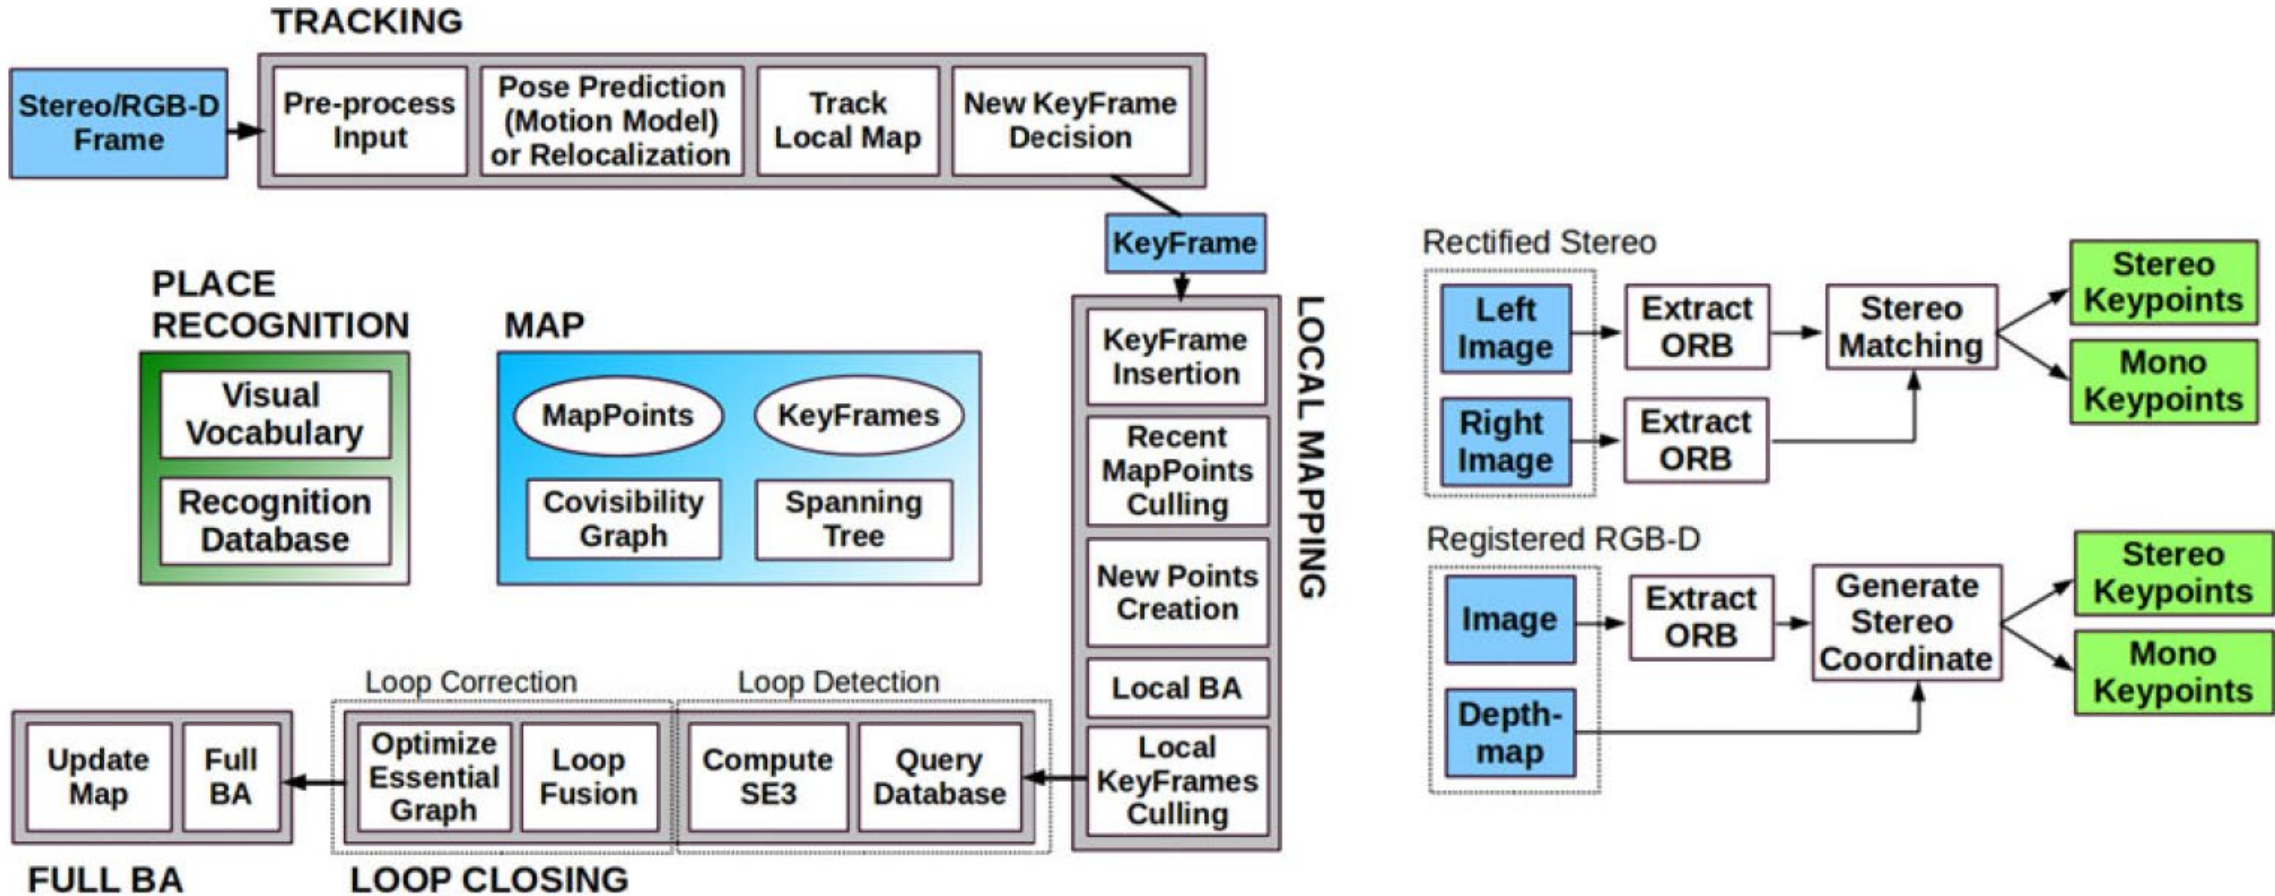 TRACKING
Stereo/RGB-D
Frame
Pre-process
Input
Pose Prediction
(Motion Model)
or Relocalization
Track
Local Map
New KeyFrame
Decision
KeyFrame
PLACE
RECOGNITION
Visual
Vocabulary
Recognition
Database
MAP
MapPoints
KeyFrames
Covisibility
Graph
Spanning
Tree
LOCAL MAPPING
KeyFrame
Insertion
Recent
MapPoints
Culling
New Points
Creation
Local BA
Local
KeyFrames
Culling
Loop Correction
Loop Detection
Update
Map
Full
BA
Optimize
Essential
Graph
Loop
Fusion
Compute
SE3
Query
Database
FULL BA
LOOP CLOSING
Rectified Stereo
Left
Image
Extract
ORB
Stereo
Matching
Stereo
Keypoints
Mono
Keypoints
Right
Image
Extract
ORB
Registered RGB-D
Image
Extract
ORB
Generate
Stereo
Coordinate
Stereo
Keypoints
Mono
Keypoints
Depth-
map